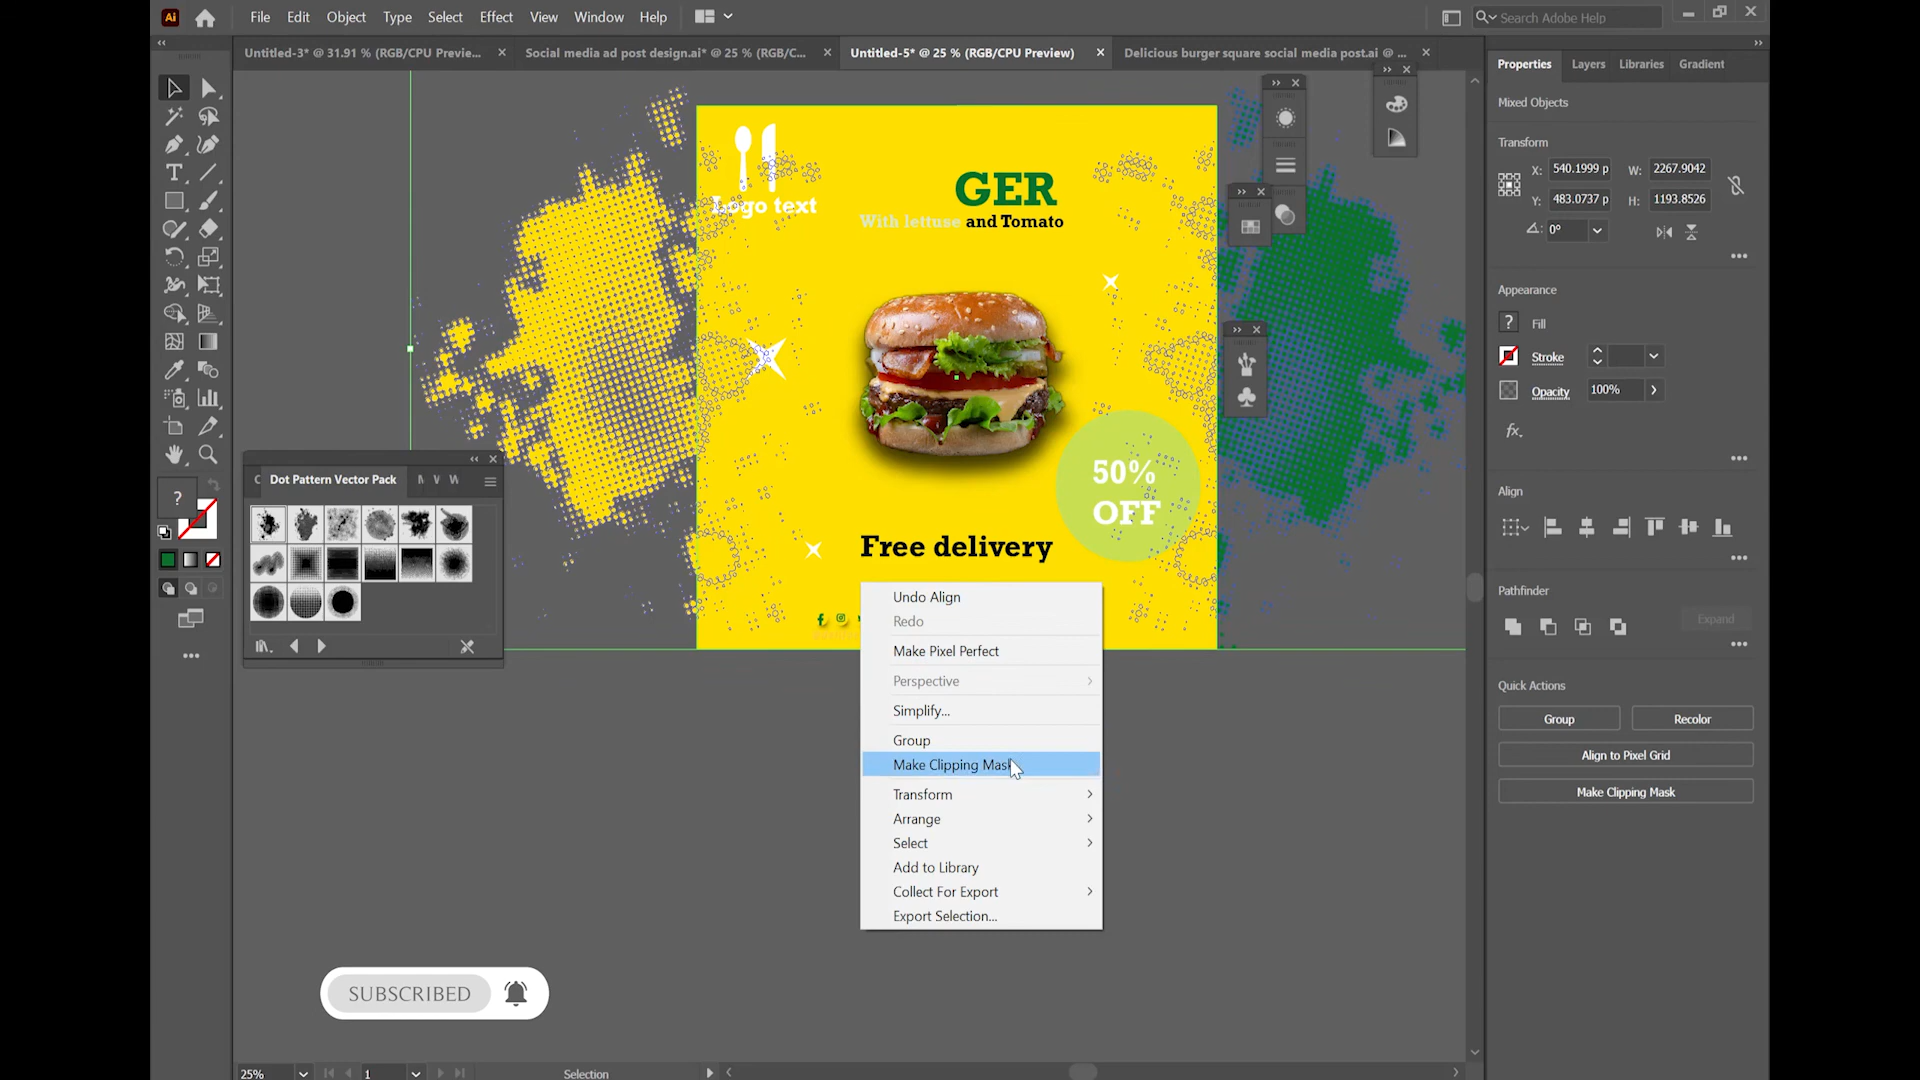 Ai
File Edit Object Type Select Effect View Window Help
Search Adobe Help
Untitled-3* @ 31.91 % (RGB/CPU Previe...
Social media ad post design.ai* @ 25 % (RGB/C...
Untitled-5* @ 25 % (RGB/CPU Preview)
Delicious burger square social media post.ai @ ...
Properties Layers Libraries Gradient
Mixed Objects
Transform
X: 540.1999 p W: 2267.9042
Y: 483.0737 p H: 1193.8526
0°
Appearance
? Fill
Stroke
Opacity 100%
fx.
Align
Pathfinder
Expand
Quick Actions
Group Recolor
Align to Pixel Grid
Make Clipping Mask
Logo text
GER
With lettuse and Tomato
50%
OFF
Free delivery
Dot Pattern Vector Pack
?
Undo Align
Redo
Make Pixel Perfect
Perspective
Simplify...
Group
Make Clipping Mask
Transform
Arrange
Select
Add to Library
Collect For Export
Export Selection...
SUBSCRIBED
25% 1 Selection